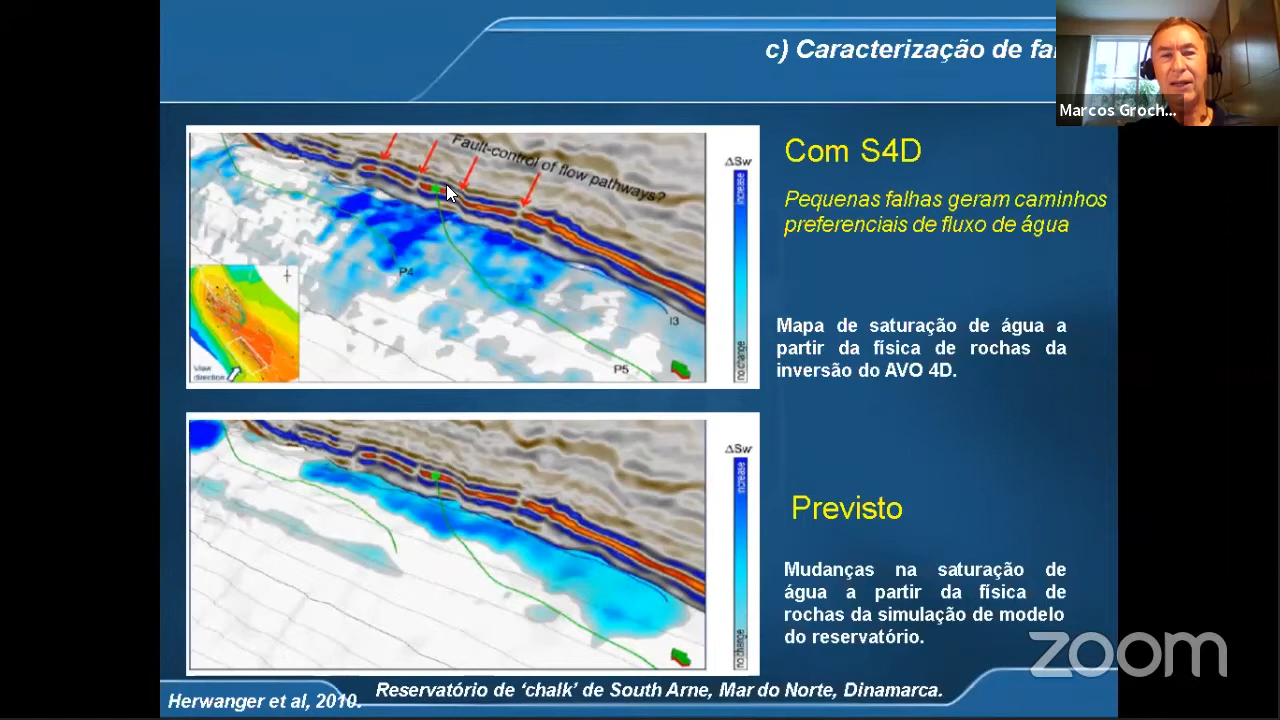 c) Caracterização de fa
Marcos Groch...
Fault-control of flow pathways?
P4
I3
P5
View
direction
ΔSw
increase
no change
Com S4D
Pequenas falhas geram caminhos
preferenciais de fluxo de água
Mapa de saturação de água a
partir da física de rochas da
inversão do AVO 4D.
ΔSw
increase
no change
Previsto
Mudanças na saturação de
água a partir da física de
rochas da simulação de modelo
do reservatório.
zoom
Herwanger et al, 2010.
Reservatório de ‘chalk’ de South Arne, Mar do Norte, Dinamarca.